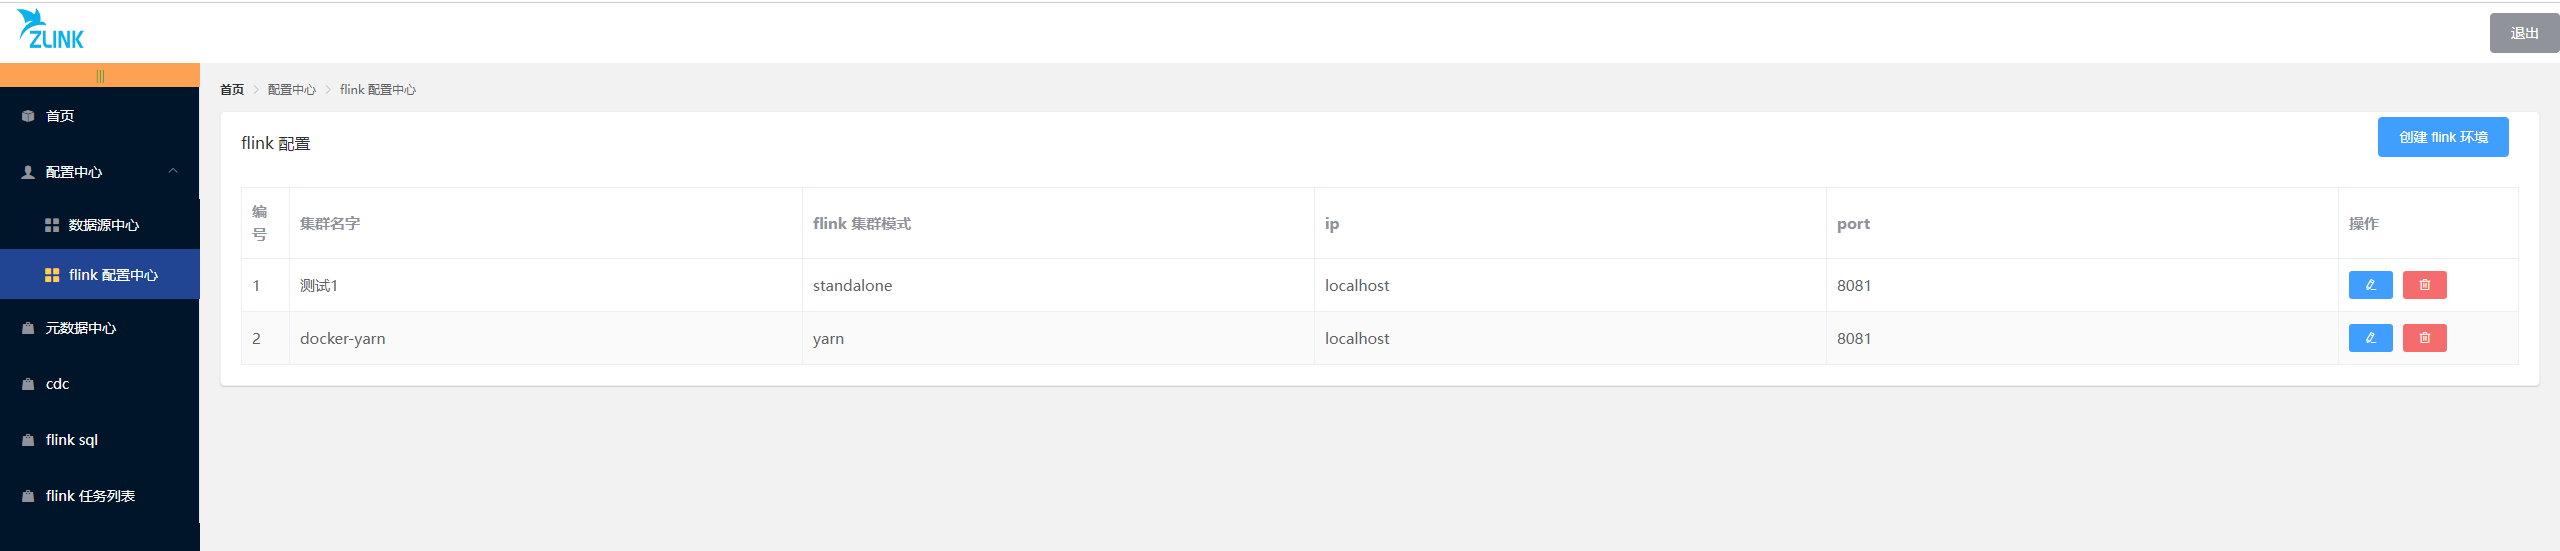 ZLINK
退出
|||
首页
配置中心
数据源中心
flink 配置中心
元数据中心
cdc
flink sql
flink 任务列表
首页 > 配置中心 > flink 配置中心
flink 配置
创建 flink 环境
编号 集群名字 flink 集群模式 ip port 操作
1 测试1 standalone localhost 8081
2 docker-yarn yarn localhost 8081